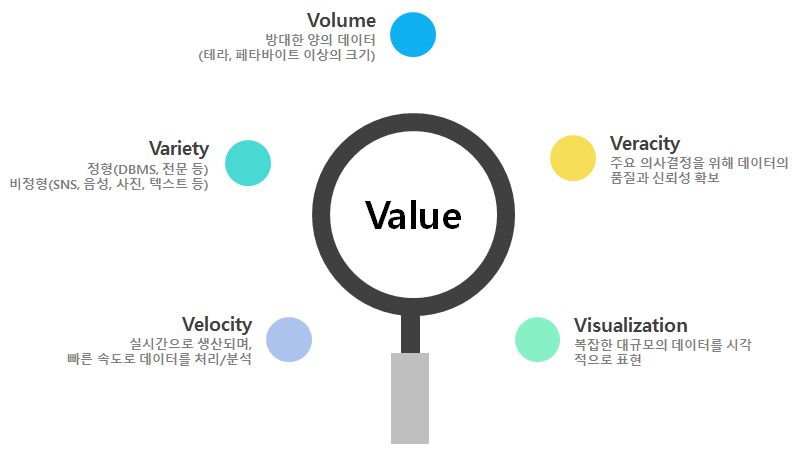 Volume
방대한 양의 데이터
(테라, 페타바이트 이상의 크기)
Variety
정형(DBMS, 전문 등)
비정형(SNS, 음성, 사진, 텍스트 등)
Veracity
주요 의사결정을 위해 데이터의
품질과 신뢰성 확보
Value
Velocity
실시간으로 생산되며,
빠른 속도로 데이터를 처리/분석
Visualization
복잡한 대규모의 데이터를 시각
적으로 표현